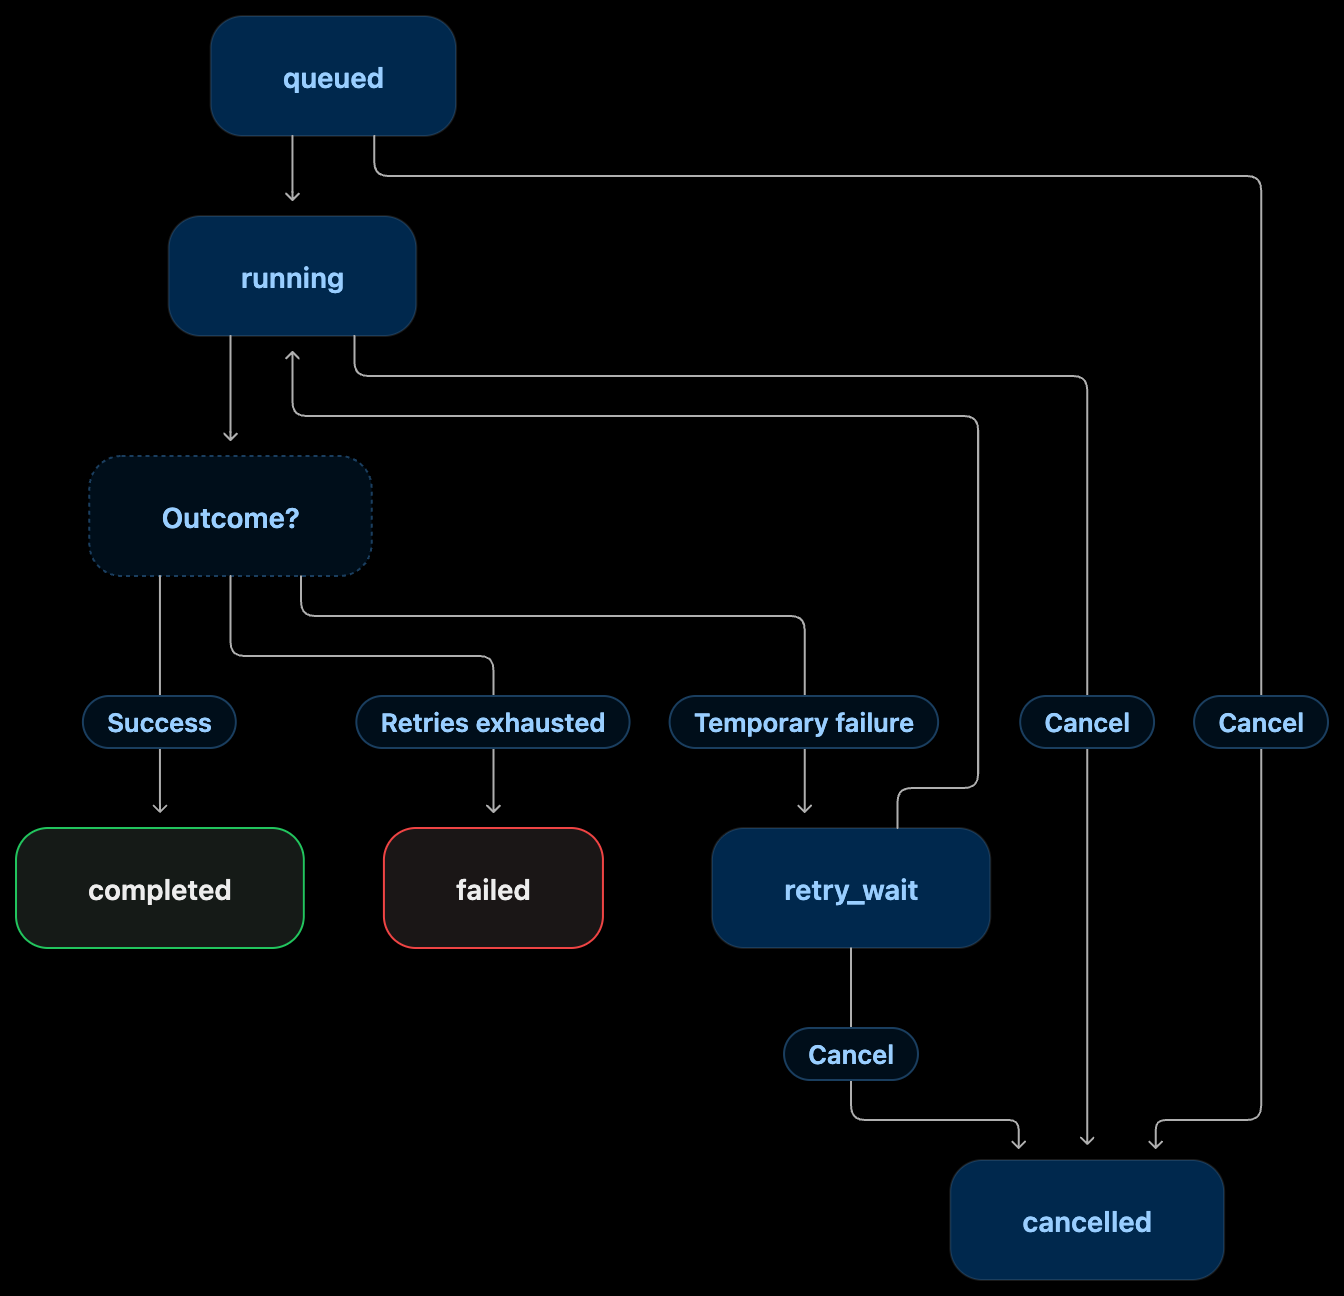 queued
running
Outcome?
Success
Retries exhausted
Temporary failure
Cancel
Cancel
completed
failed
retry_wait
Cancel
cancelled